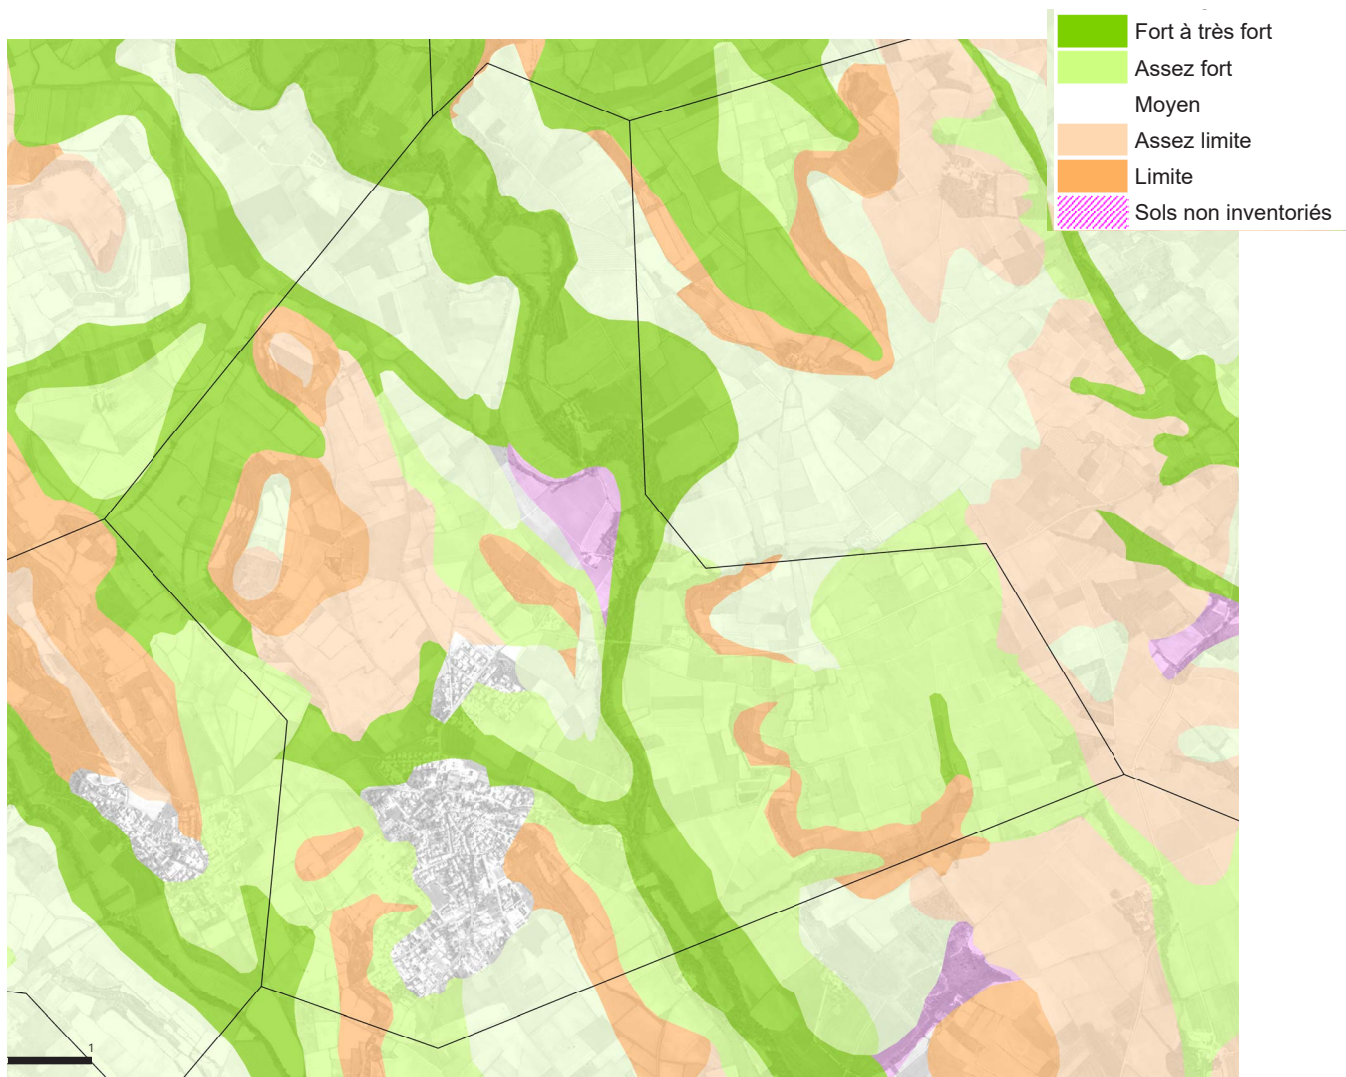 Fort à très fort
Assez fort
Moyen
Assez limite
Limite
Sols non inventoriés
1